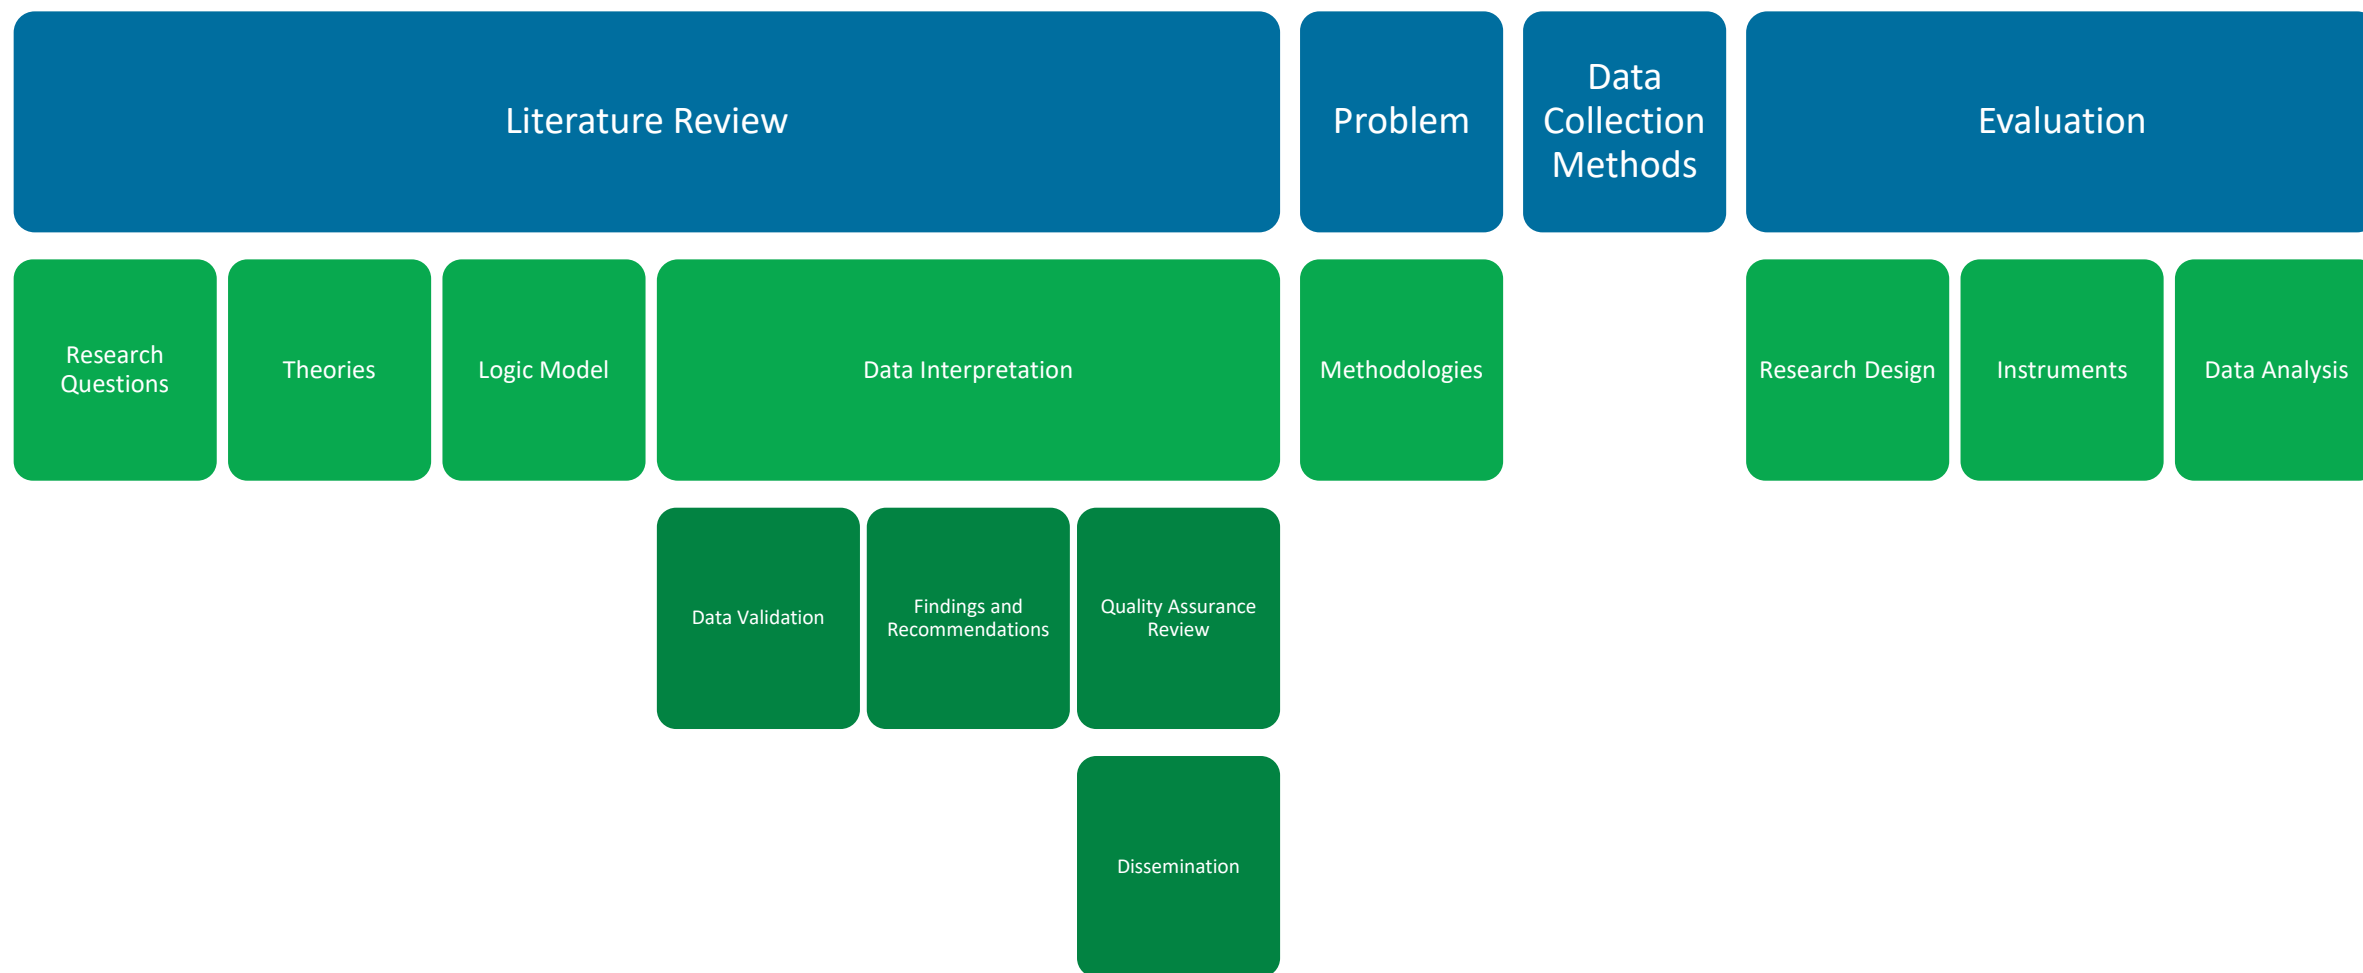 Literature Review
Problem
Data
Collection
Methods
Evaluation
Research
Questions
Theories
Logic Model
Data Interpretation
Methodologies
Research Design
Instruments
Data Analysis
Data Validation
Findings and
Recommendations
Quality Assurance
Review
Dissemination